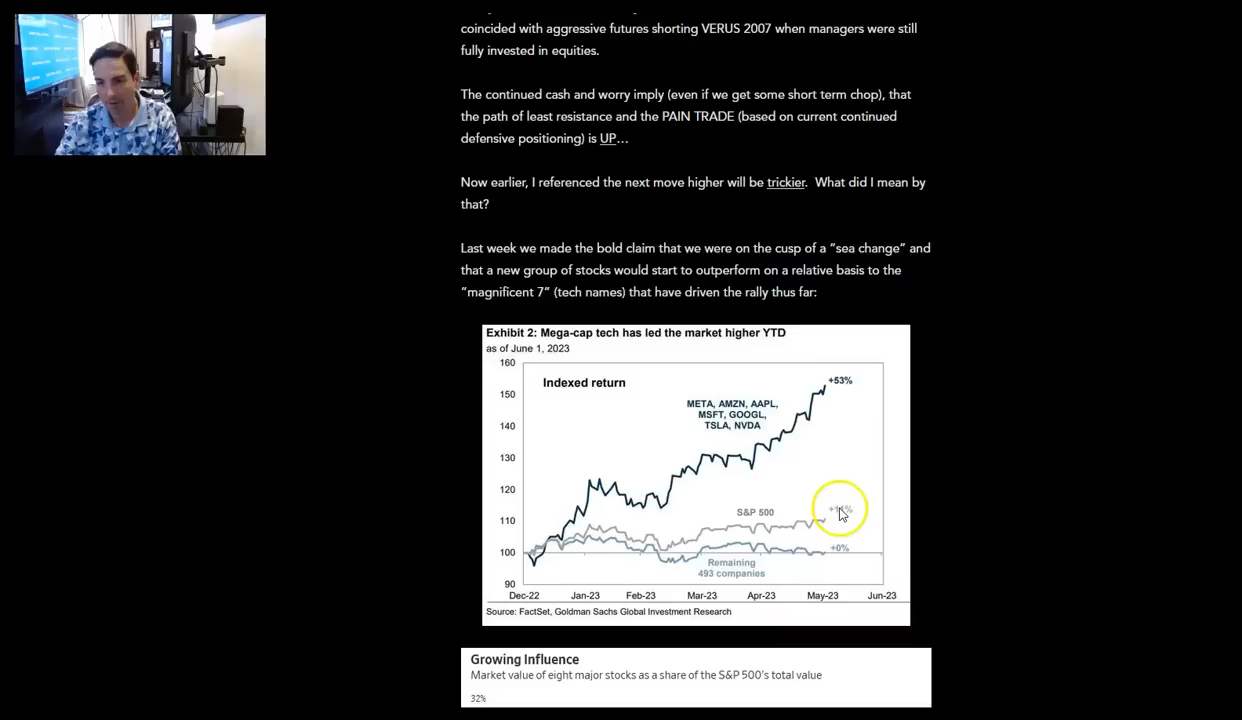 coincided with aggressive futures shorting VERUS 2007 when managers were still
fully invested in equities.
The continued cash and worry imply (even if we get some short term chop), that
the path of least resistance and the PAIN TRADE (based on current continued
defensive positioning) is UP…
Now earlier, I referenced the next move higher will be trickier. What did I mean by
that?
Last week we made the bold claim that we were on the cusp of a “sea change” and
that a new group of stocks would start to outperform on a relative basis to the
“magnificent 7” (tech names) that have driven the rally thus far:
Exhibit 2: Mega-cap tech has led the market higher YTD
as of June 1, 2023
160
150
140
130
120
110
100
90
Indexed return
+53%
META, AMZN, AAPL,
MSFT, GOOGL,
TSLA, NVDA
S&P 500
+0%
Remaining
493 companies
Dec-22 Jan-23 Feb-23 Mar-23 Apr-23 May-23 Jun-23
Source: FactSet, Goldman Sachs Global Investment Research
Growing Influence
Market value of eight major stocks as a share of the S&P 500's total value
32%